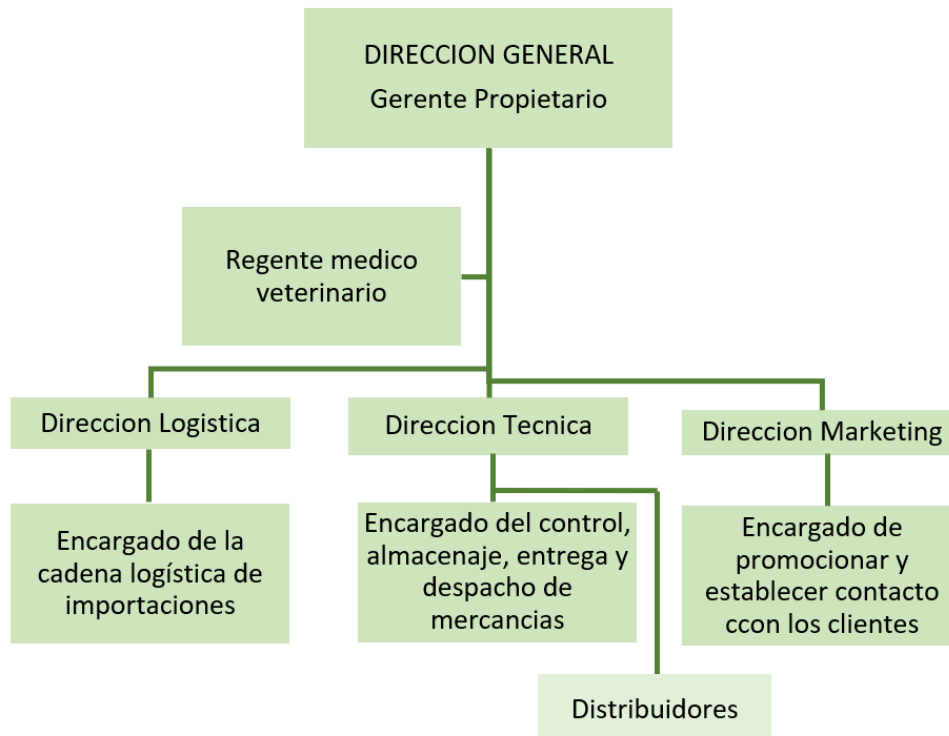 DIRECCION GENERAL
Gerente Propietario
Regente medico
veterinario
Direccion Logistica
Direccion Tecnica
Direccion Marketing
Encargado de la
cadena logística de
importaciones
Encargado del control,
almacenaje, entrega y
despacho de
mercancias
Encargado de
promocionar y
establecer contacto
ccon los clientes
Distribuidores